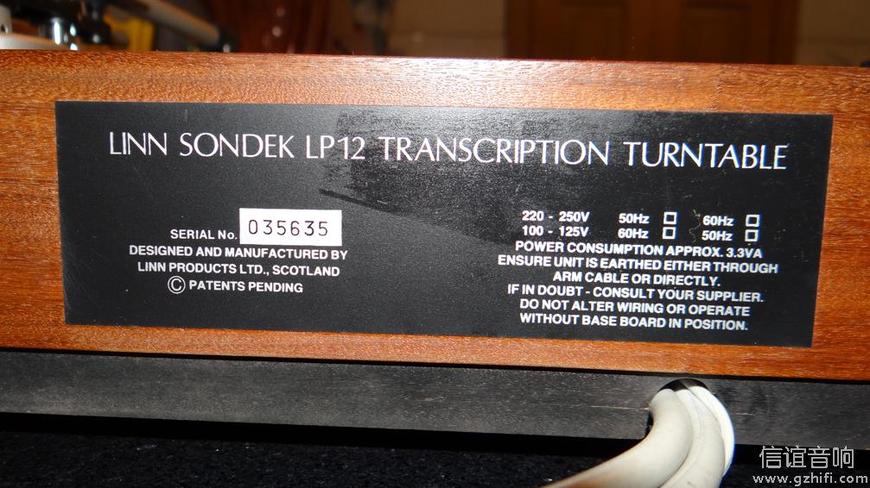 LINN SONDEK LP12 TRANSCRIPTION TURNTABLE
SERIAL No. 035635
DESIGNED AND MANUFACTURED BY
LINN PRODUCTS LTD., SCOTLAND
© PATENTS PENDING
220 - 250V 50Hz ☐ 60Hz ☐
100 - 125V 60Hz ☐ 50Hz ☐
POWER CONSUMPTION APPROX. 3.3VA
ENSURE UNIT IS EARTHED EITHER THROUGH
ARM CABLE OR DIRECTLY.
IF IN DOUBT - CONSULT YOUR SUPPLIER.
DO NOT ALTER WIRING OR OPERATE
WITHOUT BASE BOARD IN POSITION.
信谊音响
www.gzhifi.com